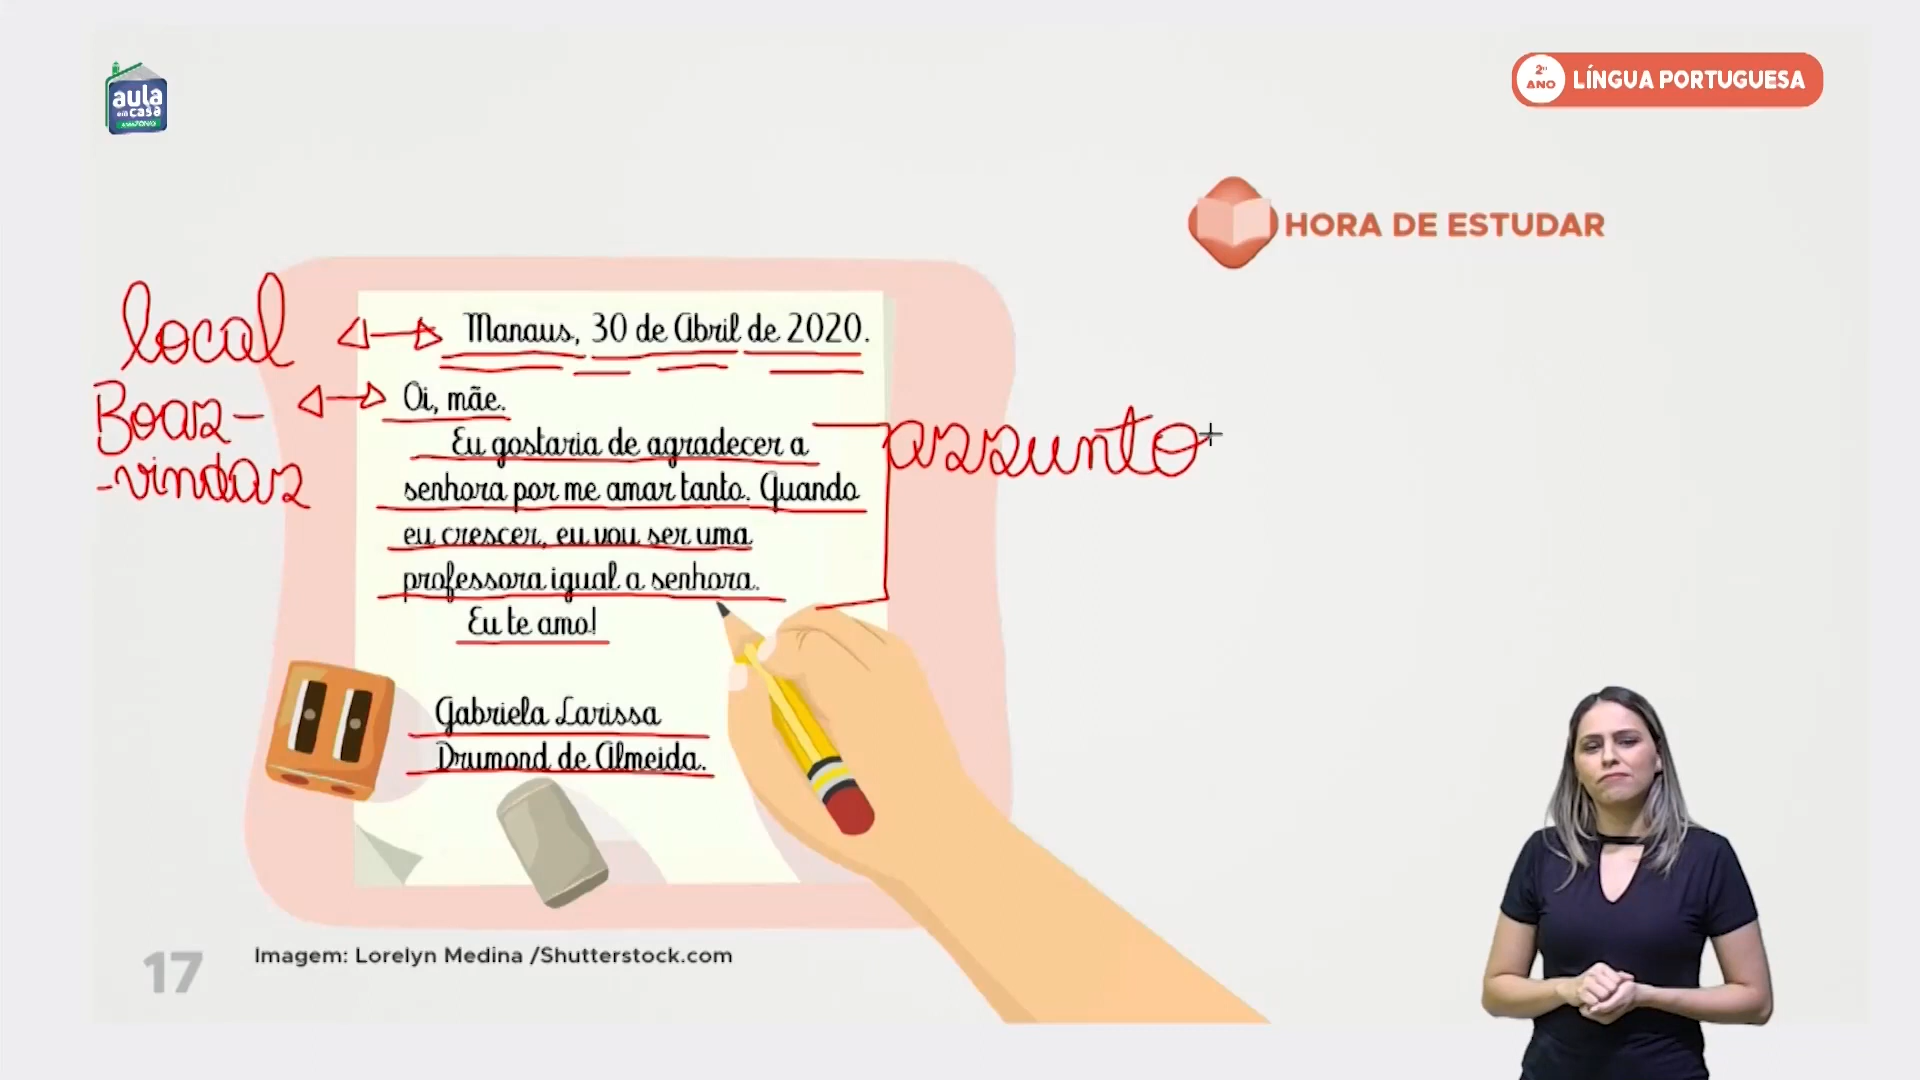 aula
em casa
2º
ANO
LÍNGUA PORTUGUESA
HORA DE ESTUDAR
local
Manaus, 30 de Abril de 2020.
Boas-
-vindas
Oi, mãe.
Eu gostaria de agradecer a
senhora por me amar tanto. Quando
eu crescer, eu vou ser uma
professora igual a senhora.
Eu te amo!
assunto
Gabriela Larissa
Drumond de Almeida.
17
Imagem: Lorelyn Medina /Shutterstock.com